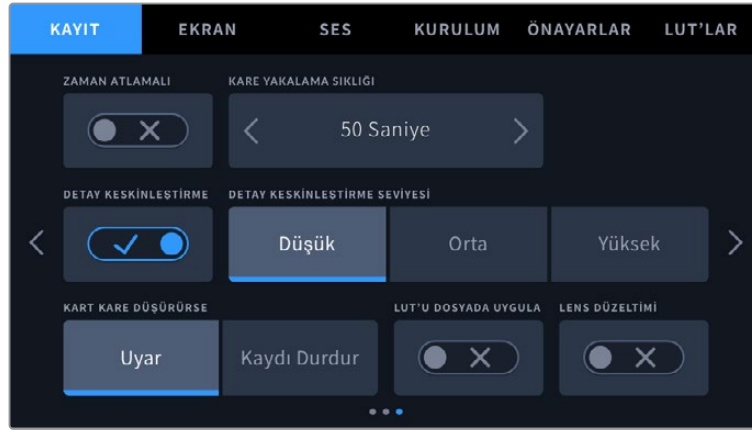 KAYIT EKRAN SES KURULUM ÖNAYARLAR LUT'LAR
ZAMAN ATLAMALI KARE YAKALAMA SIKLIĞI
50 Saniye
DETAY KESKİNLEŞTİRME DETAY KESKİNLEŞTİRME SEVİYESİ
Düşük Orta Yüksek
KART KARE DÜŞÜRÜRSE LUT'U DOSYADA UYGULA LENS DÜZELTİMİ
Uyar Kaydı Durdur